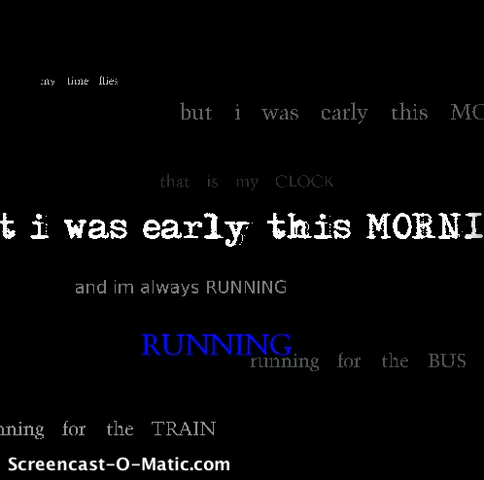 my time flies
but i was early this MO
that is my CLOCK
t i was early this MORNI
and im always RUNNING
RUNNING
running for the BUS
nning for the TRAIN
Screencast-O-Matic.com